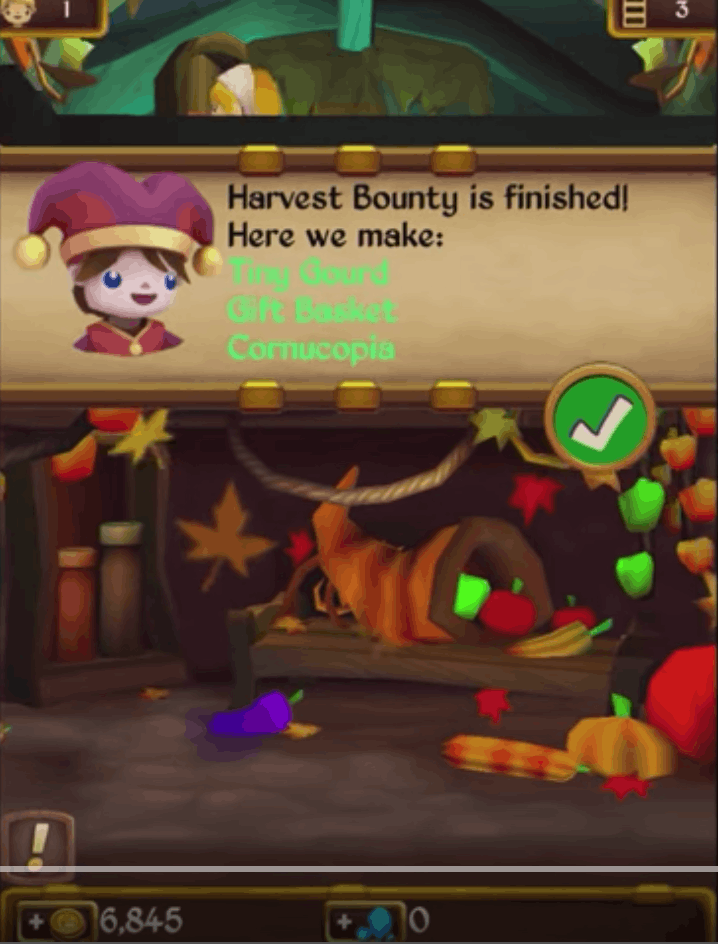 1
3
Harvest Bounty is finished!
Here we make:
Tiny Gourd
Gift Basket
Cornucopia
!
+ 6,845
+ 0